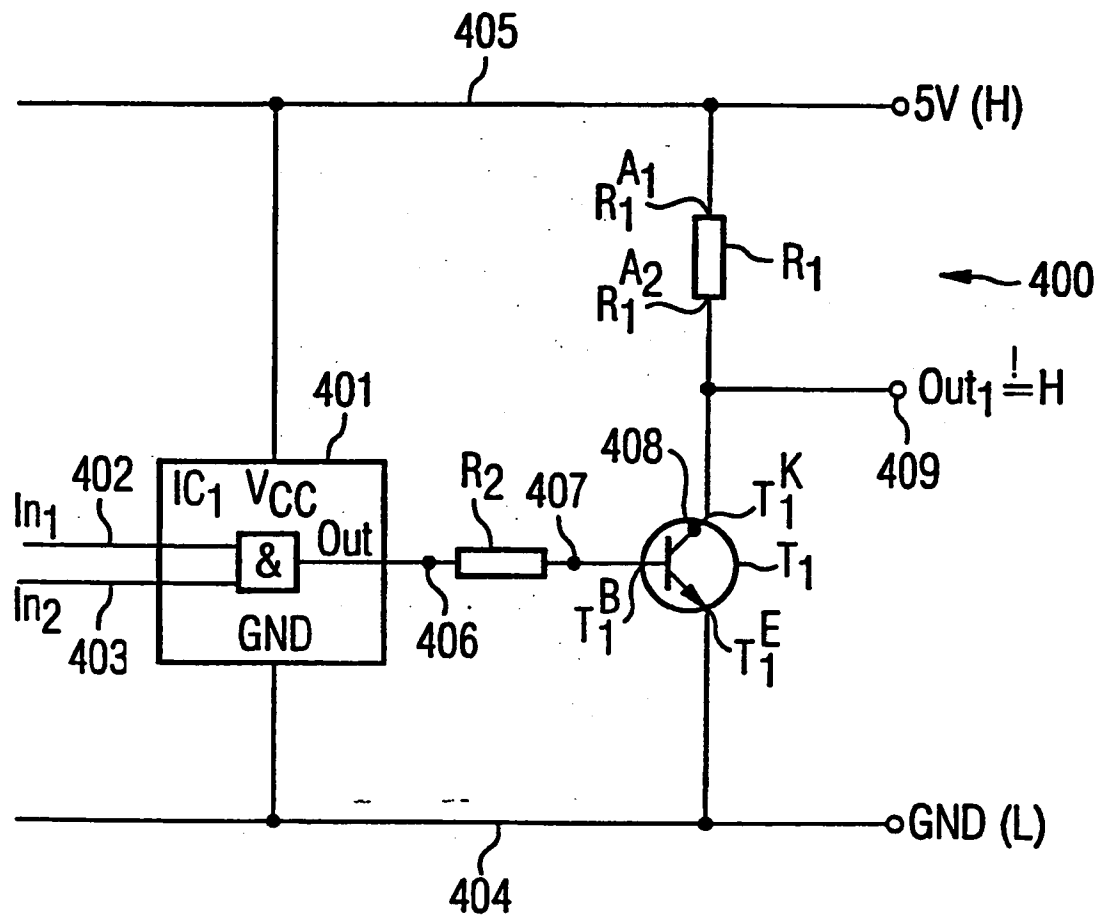 405
5V (H)
R₁ᴬ¹
R₁
R₁ᴬ²
400
Out₁ =! H
401
408
409
402
IC₁ V_CC
R₂
407
T₁ᴷ
In₁
Out
&
T₁
In₂
403
GND
406
T₁ᴮ
T₁ᴱ
GND (L)
404